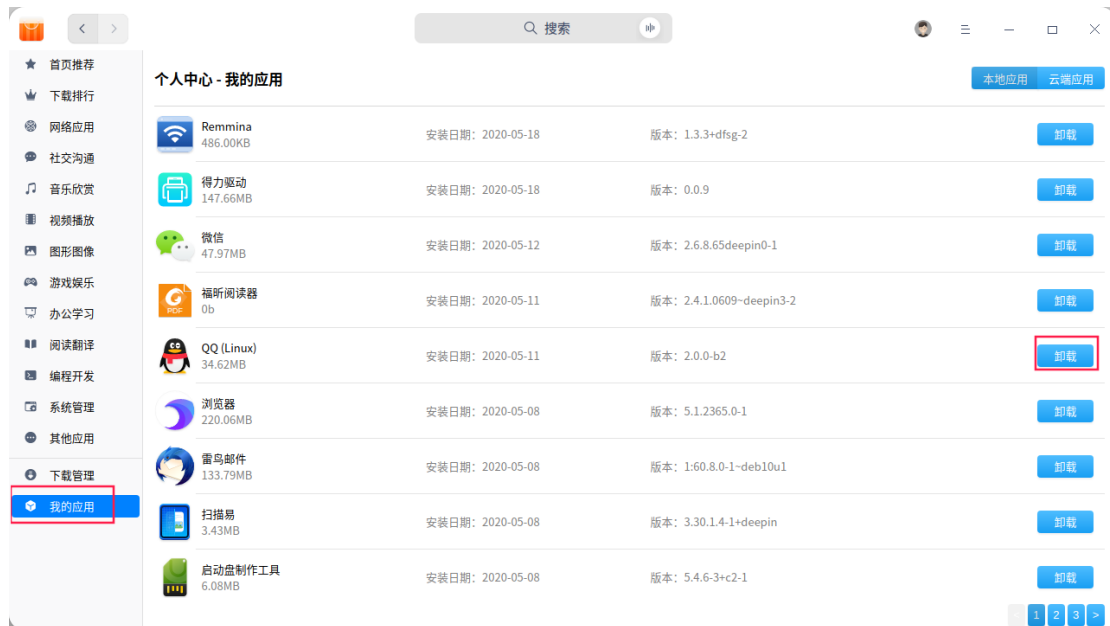 搜索
首页推荐
下载排行
网络应用
社交沟通
音乐欣赏
视频播放
图形图像
游戏娱乐
办公学习
阅读翻译
编程开发
系统管理
其他应用
下载管理
我的应用
个人中心 - 我的应用
本地应用 云端应用
Remmina
486.00KB
安装日期: 2020-05-18
版本: 1.3.3+dfsg-2
卸载
得力驱动
147.66MB
安装日期: 2020-05-18
版本: 0.0.9
卸载
微信
47.97MB
安装日期: 2020-05-12
版本: 2.6.8.65deepin0-1
卸载
福昕阅读器
PDF
0b
安装日期: 2020-05-11
版本: 2.4.1.0609~deepin3-2
卸载
QQ (Linux)
34.62MB
安装日期: 2020-05-11
版本: 2.0.0-b2
卸载
浏览器
220.06MB
安装日期: 2020-05-08
版本: 5.1.2365.0-1
卸载
雷鸟邮件
133.79MB
安装日期: 2020-05-08
版本: 1:60.8.0-1~deb10u1
卸载
扫描易
3.43MB
安装日期: 2020-05-08
版本: 3.30.1.4-1+deepin
卸载
启动盘制作工具
6.08MB
安装日期: 2020-05-08
版本: 5.4.6-3+c2-1
卸载
< 1 2 3 >